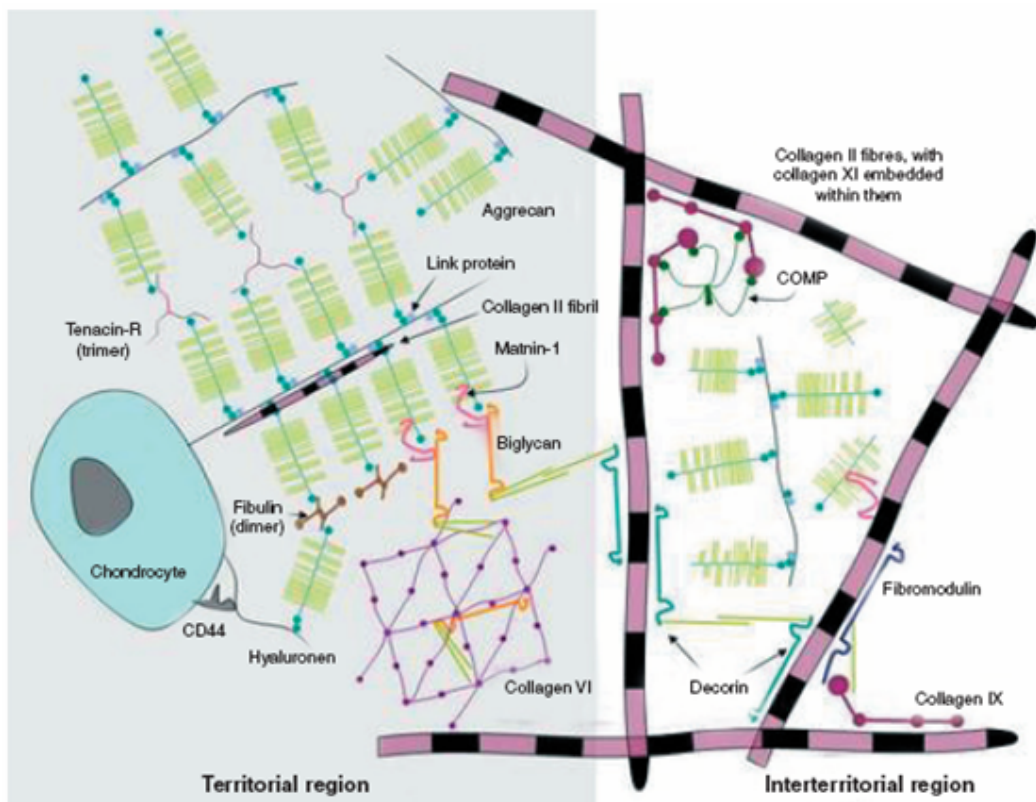 Collagen II fibres, with
collagen XI embedded
within them
Aggrecan
Link protein
COMP
Collagen II fibril
Tenacin-R
(trimer)
Matnin-1
Biglycan
Fibulin
(dimer)
Chondrocyte
Fibromodulin
CD44
Hyaluronen
Collagen VI
Decorin
Collagen IX
Territorial region
Interterritorial region